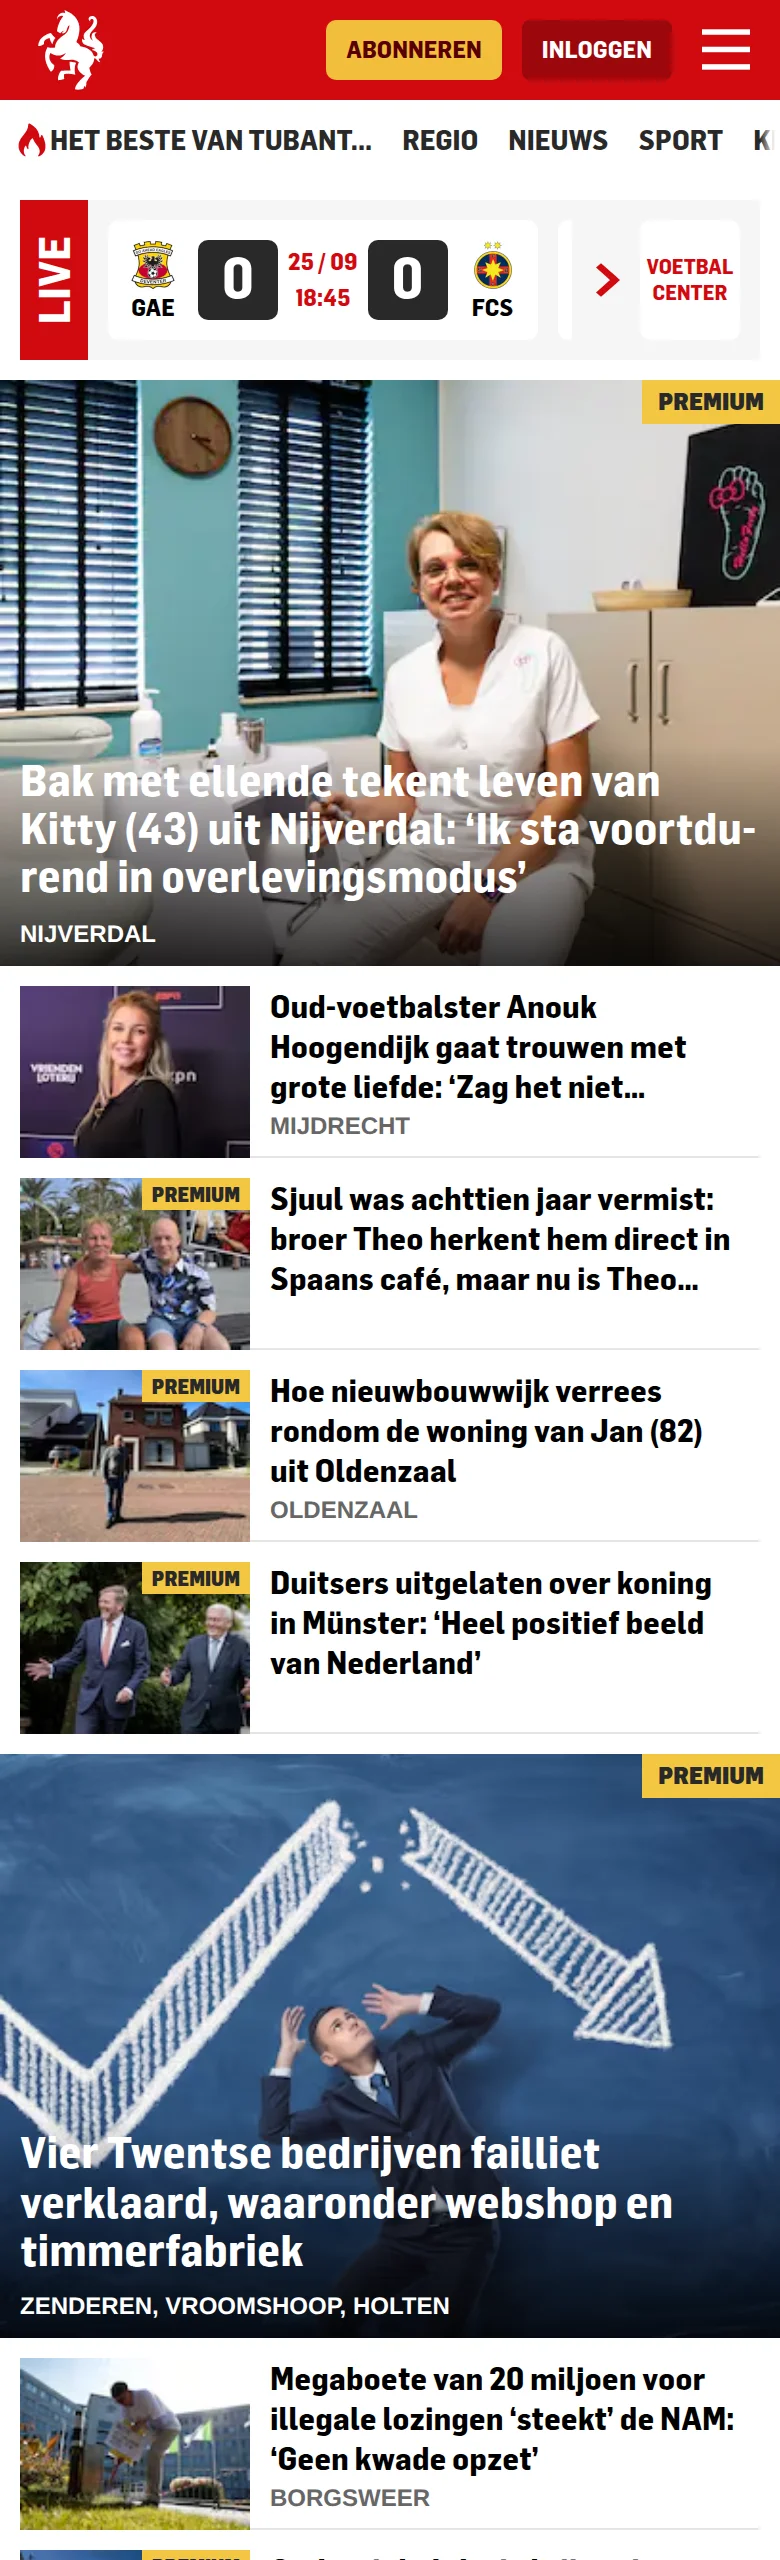 ABONNEREN
INLOGGEN
HET BESTE VAN TUBANT...
REGIO
NIEUWS
SPORT
LIVE
GAE
0
25 / 09
18:45
0
FCS
VOETBAL
CENTER
PREMIUM
Bak met ellende tekent leven van
Kitty (43) uit Nijverdal: ‘Ik sta voortdu-
rend in overlevingsmodus’
NIJVERDAL
VRIENDEN
LOTERIJ
kpn
Oud-voetbalster Anouk
Hoogendijk gaat trouwen met
grote liefde: ‘Zag het niet...
MIJDRECHT
PREMIUM
Sjuul was achttien jaar vermist:
broer Theo herkent hem direct in
Spaans café, maar nu is Theo...
PREMIUM
Hoe nieuwbouwwijk verrees
rondom de woning van Jan (82)
uit Oldenzaal
OLDENZAAL
PREMIUM
Duitsers uitgelaten over koning
in Münster: ‘Heel positief beeld
van Nederland’
PREMIUM
Vier Twentse bedrijven failliet
verklaard, waaronder webshop en
timmerfabriek
ZENDEREN, VROOMSHOOP, HOLTEN
Megaboete van 20 miljoen voor
illegale lozingen ‘steekt’ de NAM:
‘Geen kwade opzet’
BORGSWEER